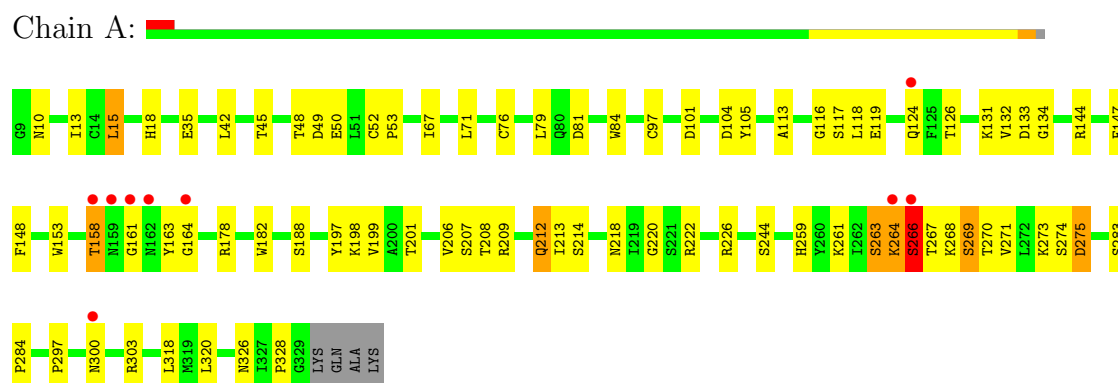 Chain A:
G9 N10 I13 C14 L15 H18 E35 L42 T45 T48 D49 E50 L51 C52 P53 I67 L71 C76 L79 Q80 D81 W84 C97 D101 D104 Y105 A113 G116 S117 L118 E119 Q124 F125 T126 K131 V132 D133 G134 R144
F148 W153 T158 N159 G161 N162 Y163 G164 R178 W182 S188 Y197 K198 V199 A200 T201 V206 S207 T208 R209 Q212 I213 S214 N218 I219 G220 S221 R222 R226 S244 H259 Y260 K261 I262 S263 K264 S266 T267 K268 S269 T270 V271 L272 K273 S274 D275
P284 P297 N300 R303 L318 M319 L320 N326 I327 P328 G329 LYS GLN ALA LYS